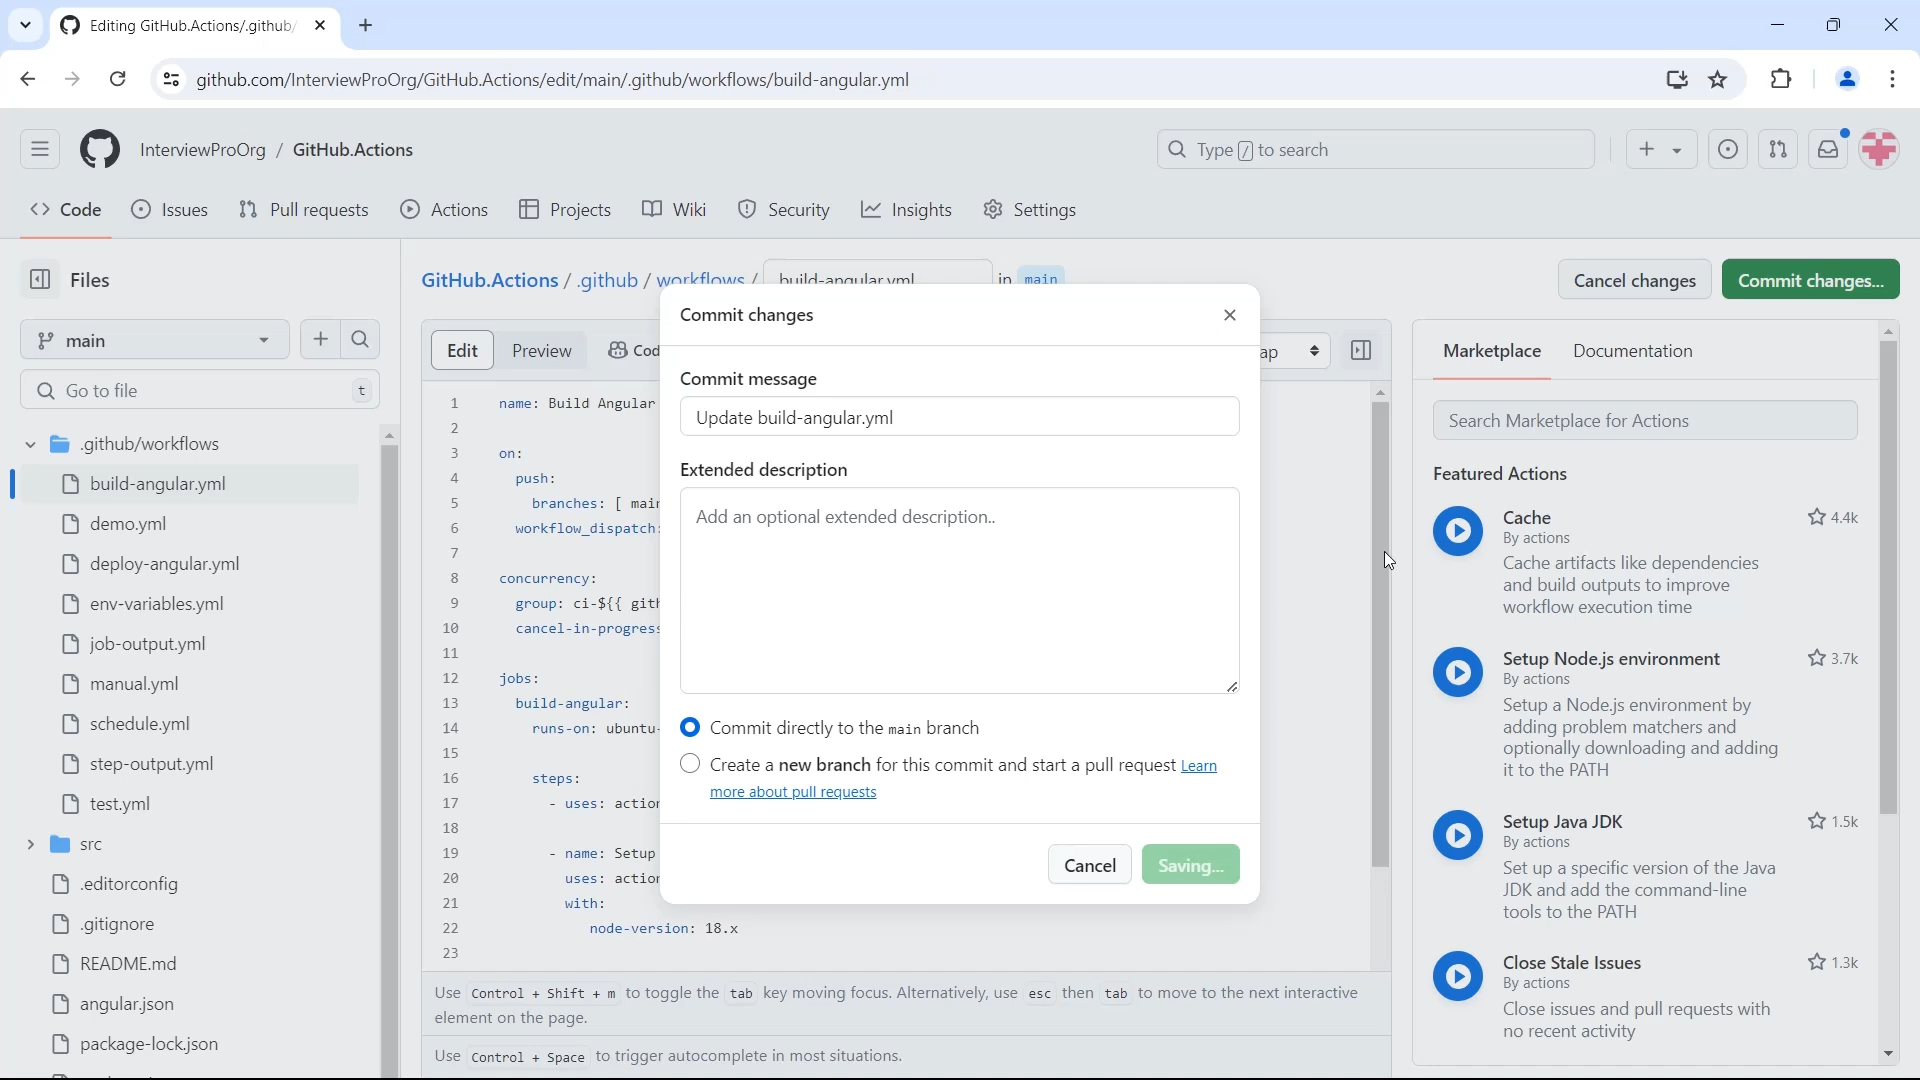 Editing GitHub.Actions/.github/
github.com/InterviewProOrg/GitHub.Actions/edit/main/.github/workflows/build-angular.yml
InterviewProOrg / GitHub.Actions
Type / to search
Code
Issues
Pull requests
Actions
Projects
Wiki
Security
Insights
Settings
Files
main
Go to file
t
.github/workflows
build-angular.yml
demo.yml
deploy-angular.yml
env-variables.yml
job-output.yml
manual.yml
schedule.yml
step-output.yml
test.yml
src
.editorconfig
.gitignore
README.md
angular.json
package-lock.json
GitHub.Actions / .github / workflows / build-angular.yml in main
Cancel changes
Commit changes...
Edit
Preview
Cod
ap
1 name: Build Angular
2
3 on:
4 push:
5 branches: [ main
6 workflow_dispatch:
7
8 concurrency:
9 group: ci-${{ gith
10 cancel-in-progress
11
12 jobs:
13 build-angular:
14 runs-on: ubuntu-
15
16 steps:
17 - uses: action
18
19 - name: Setup
20 uses: action
21 with:
22 node-version: 18.x
23
Use Control + Shift + m to toggle the tab key moving focus. Alternatively, use esc then tab to move to the next interactive
element on the page.
Use Control + Space to trigger autocomplete in most situations.
Commit changes
Commit message
Update build-angular.yml
Extended description
Add an optional extended description..
Commit directly to the main branch
Create a new branch for this commit and start a pull request Learn
more about pull requests
Cancel
Saving...
Marketplace
Documentation
Search Marketplace for Actions
Featured Actions
Cache
4.4k
By actions
Cache artifacts like dependencies
and build outputs to improve
workflow execution time
Setup Node.js environment
3.7k
By actions
Setup a Node.js environment by
adding problem matchers and
optionally downloading and adding
it to the PATH
Setup Java JDK
1.5k
By actions
Set up a specific version of the Java
JDK and add the command-line
tools to the PATH
Close Stale Issues
1.3k
By actions
Close issues and pull requests with
no recent activity